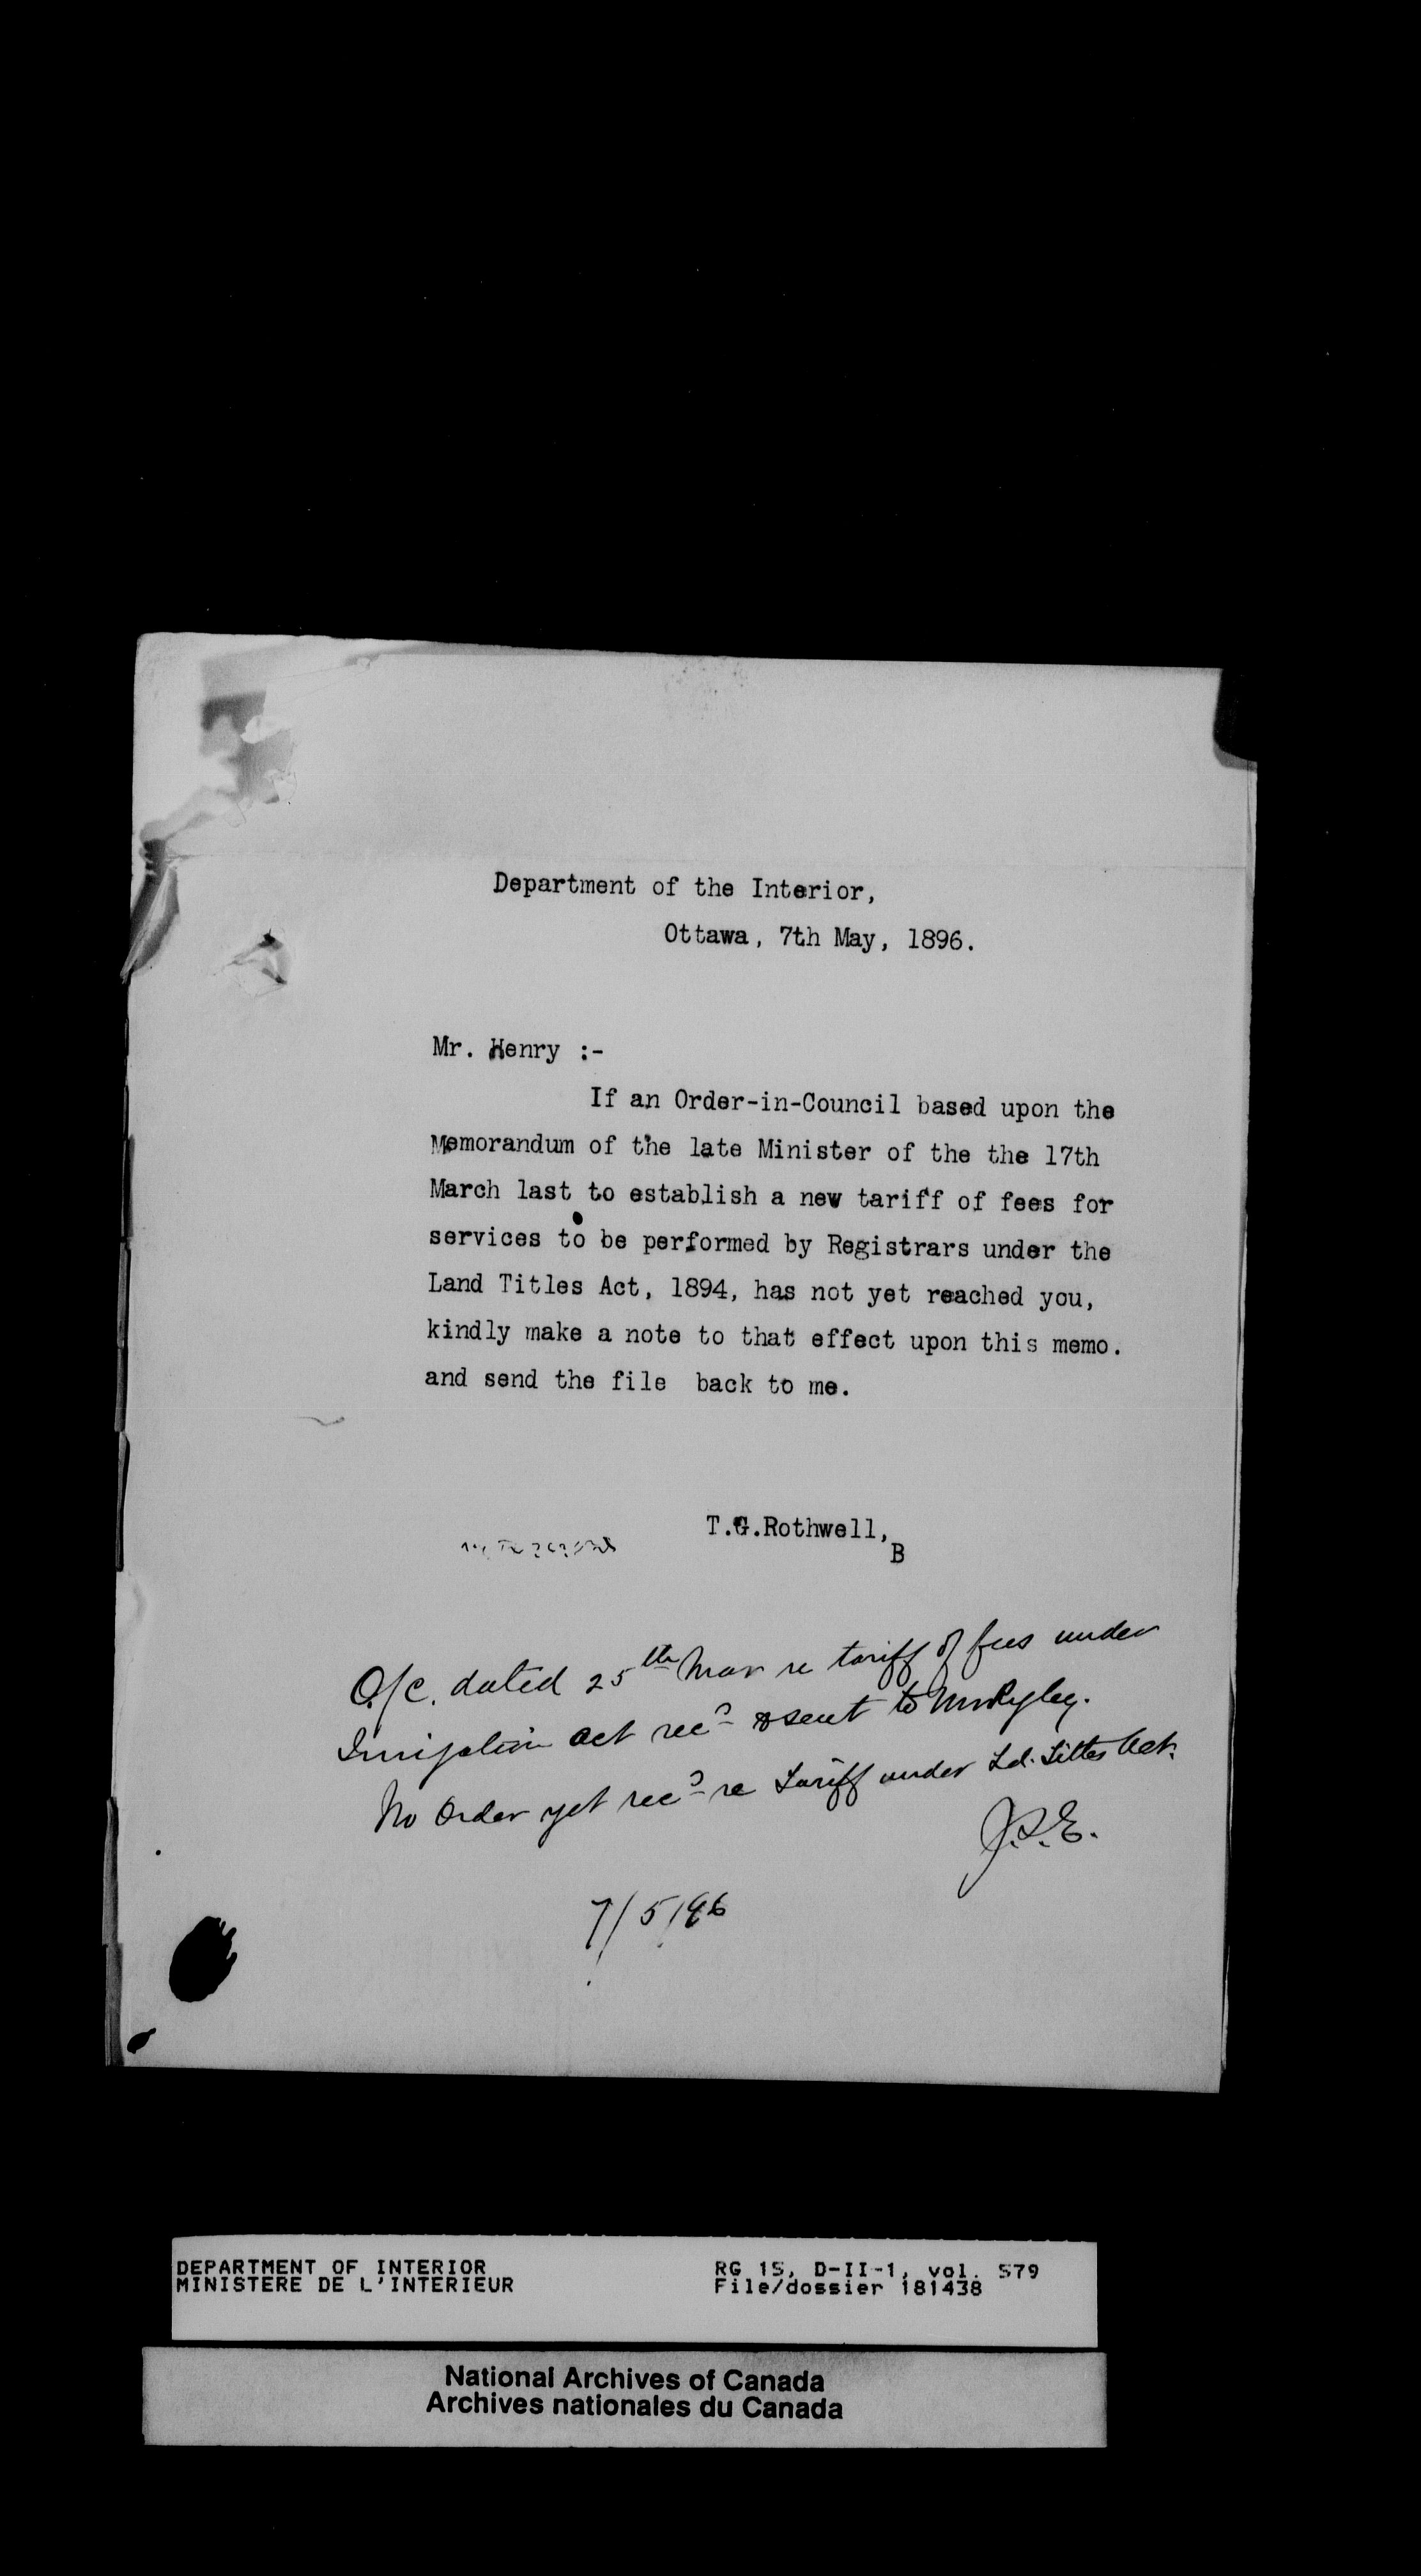 Department of the Interior,
Ottawa, 7th May, 1896.
Mr. Henry :-
If an Order-in-Council based upon the
Memorandum of the late Minister of the the 17th
March last to establish a new tariff of fees for
services to be performed by Registrars under the
Land Titles Act, 1894, has not yet reached you,
kindly make a note to that effect upon this memo.
and send the file back to me.
T.G.Rothwell,
B
O/C. dated 25th Mar re tariff of fees under
Irrigation Act recd & sent to Mr Ryley.
No Order yet recd re Tariff under Ld. Titles Act.
7/5/96
DEPARTMENT OF INTERIOR RG 15, D-II-1, vol. 579
MINISTERE DE L'INTERIEUR File/dossier 181438
National Archives of Canada
Archives nationales du Canada